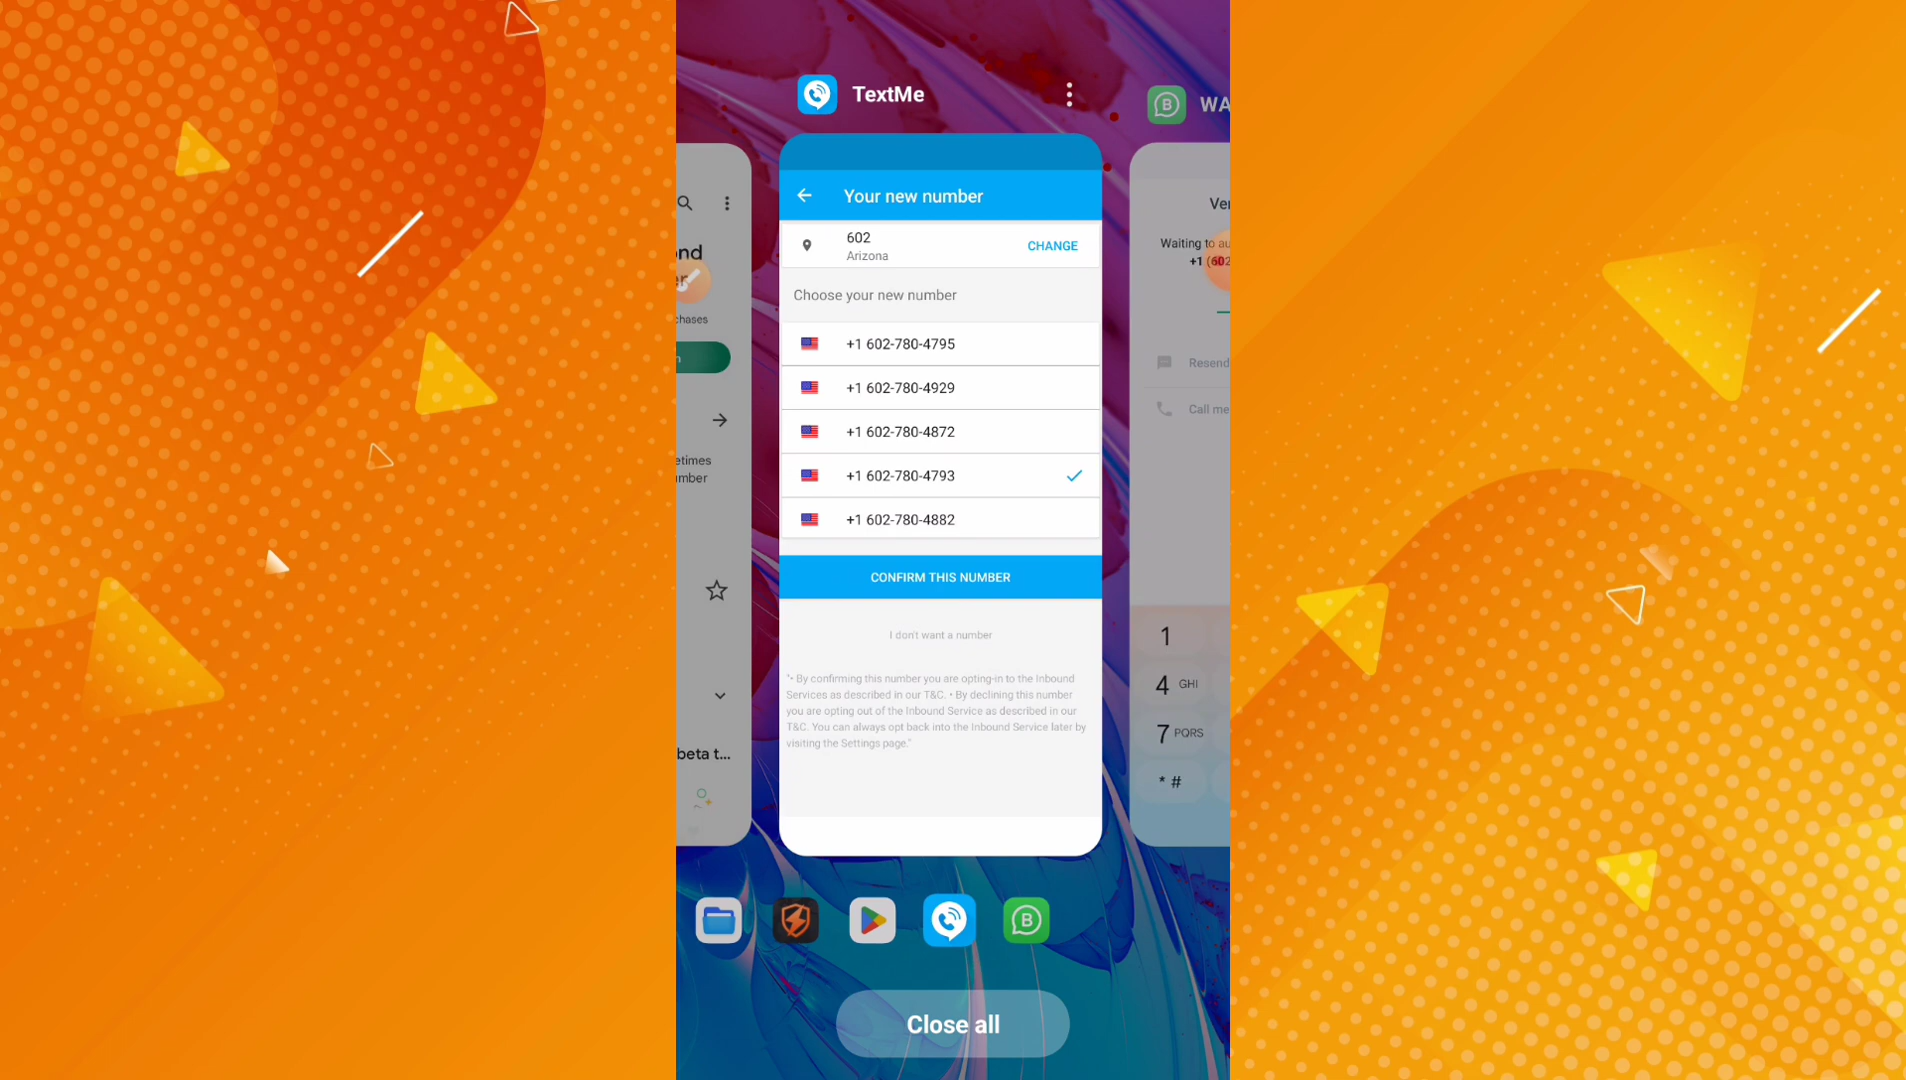 TextMe
WA
Your new number
602
Arizona
CHANGE
Choose your new number
+1 602-780-4795
+1 602-780-4929
+1 602-780-4872
+1 602-780-4793
+1 602-780-4882
CONFIRM THIS NUMBER
I don't want a number
"• By confirming this number you are opting-in to the Inbound
Services as described in our T&C. • By declining this number
you are opting out of the Inbound Service as described in our
T&C. You can always opt back into the Inbound Service later by
visiting the Settings page."
ond
chases
n
etimes
mber
beta t...
Ver
Waiting to au
+1 (602
Resend
Call me
1
4 GHI
7 PQRS
* #
B
B
Close all